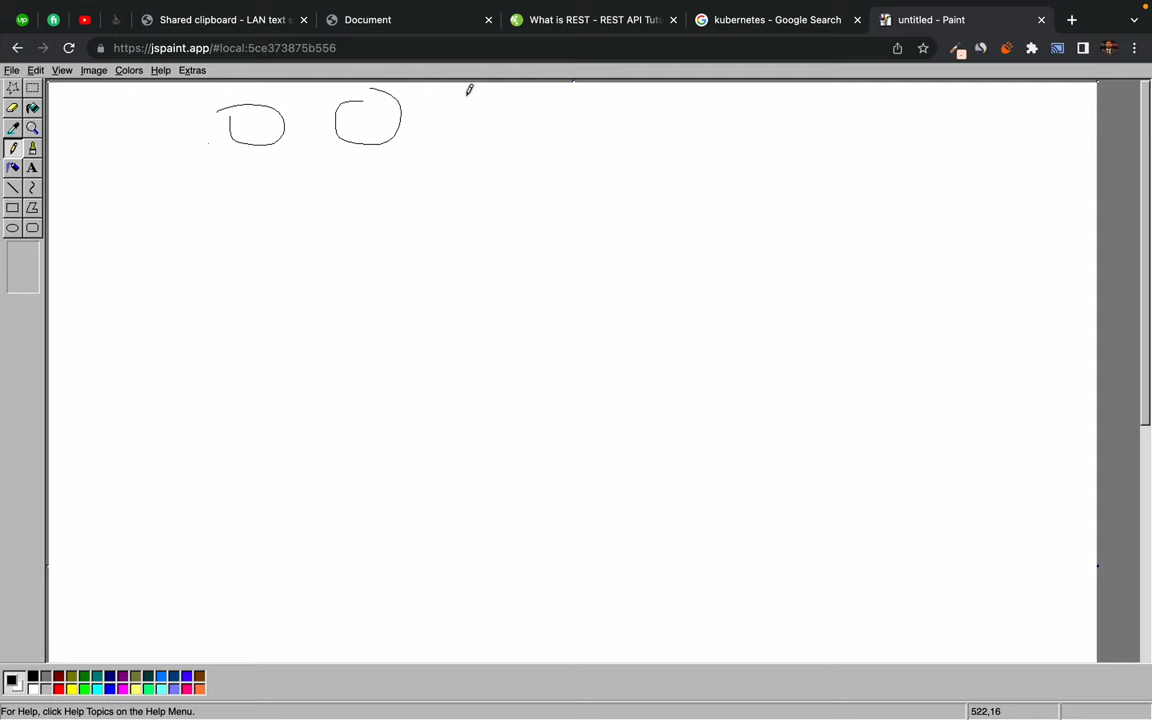 Shared clipboard - LAN text s
Document
What is REST - REST API Tuto
kubernetes - Google Search
untitled - Paint
https://jspaint.app/#local:5ce373875b556
File Edit View Image Colors Help Extras
A
For Help, click Help Topics on the Help Menu.
522,16